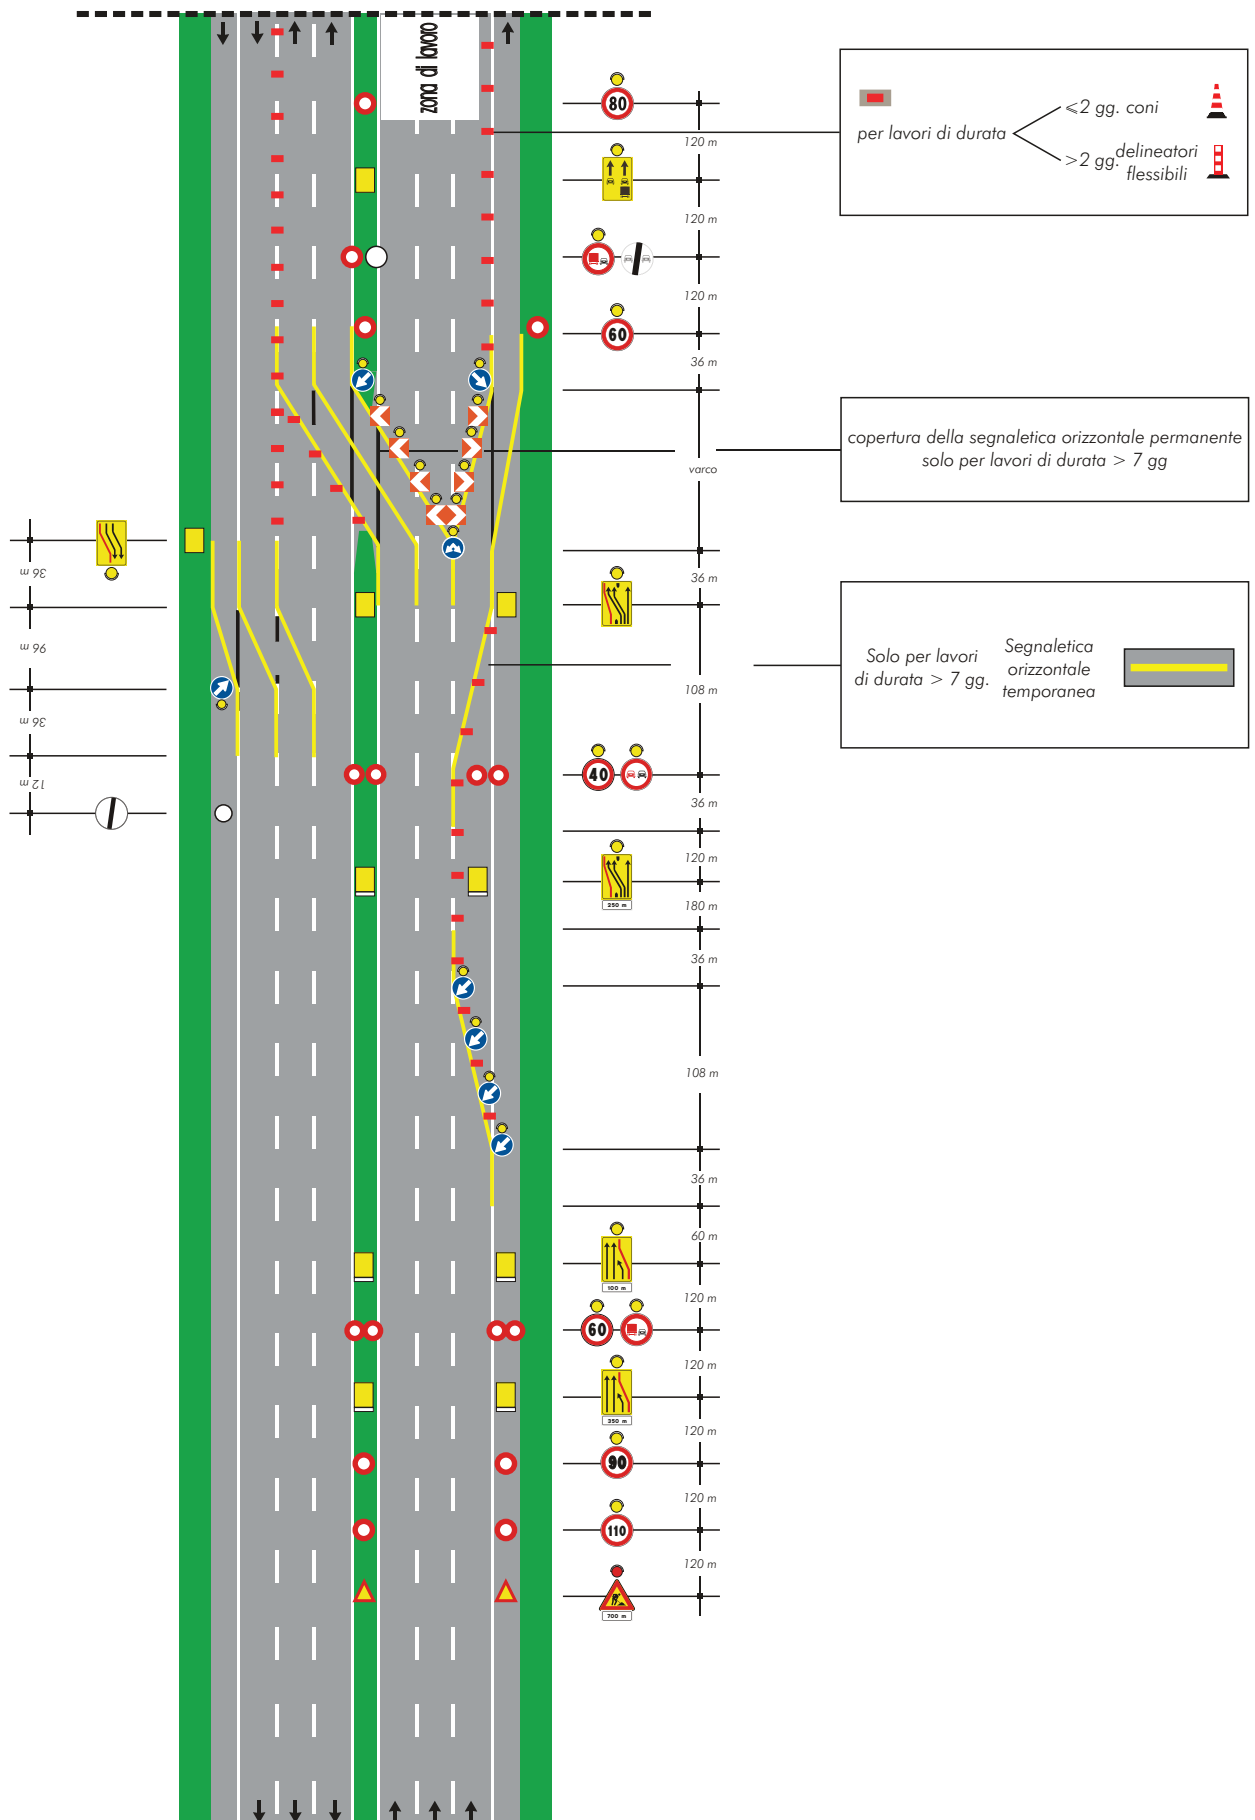 zona di lavoro
80
120 m
per lavori di durata
⩽2 gg. coni
>2 gg. delineatori
flessibili
120 m
120 m
60
36 m
copertura della segnaletica orizzontale permanente
solo per lavori di durata > 7 gg
varco
36 m
36 m
96 m
36 m
12 m
Solo per lavori
di durata > 7 gg.
Segnaletica
orizzontale
temporanea
108 m
40
36 m
120 m
250 m
180 m
36 m
108 m
36 m
60 m
100 m
120 m
60
120 m
350 m
120 m
90
120 m
110
120 m
700 m